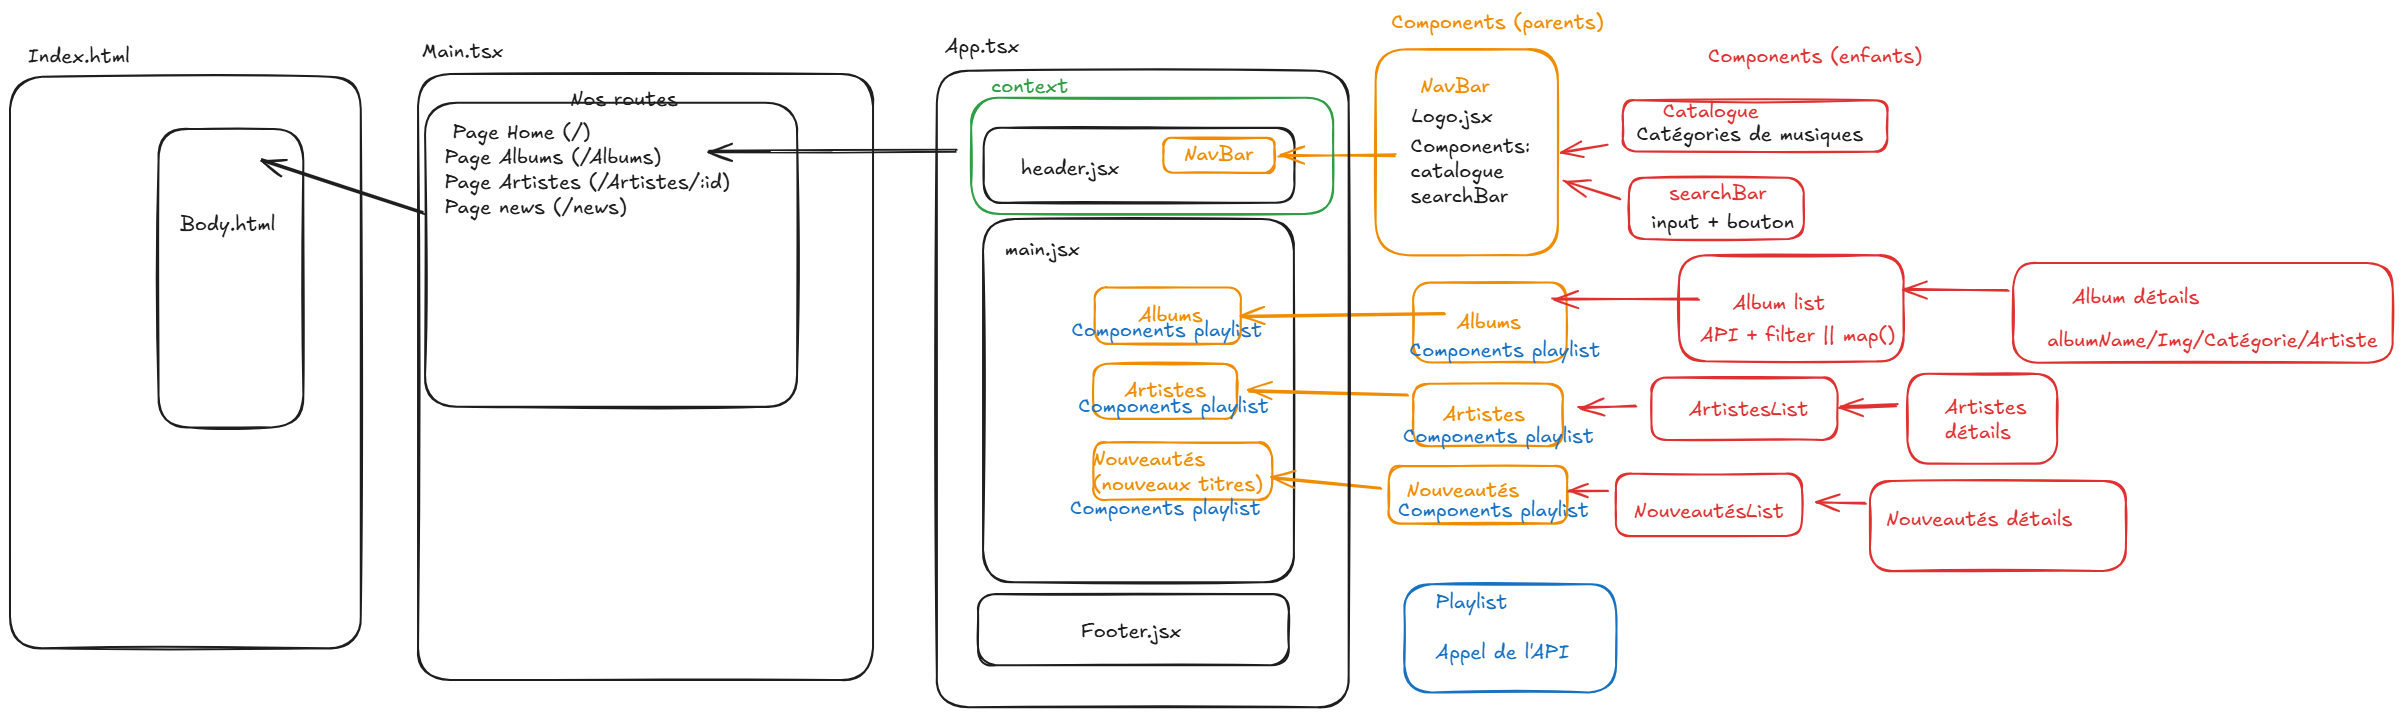 Index.html
Body.html
Main.tsx
Nos routes
Page Home (/)
Page Albums (/Albums)
Page Artistes (/Artistes/:id)
Page news (/news)
App.tsx
context
header.jsx
NavBar
main.jsx
Albums
Components playlist
Artistes
Components playlist
Nouveautés
(nouveaux titres)
Components playlist
Footer.jsx
Components (parents)
NavBar
Logo.jsx
Components:
catalogue
searchBar
Albums
Components playlist
Artistes
Components playlist
Nouveautés
Components playlist
Playlist
Appel de l'API
Components (enfants)
Catalogue
Catégories de musiques
searchBar
input + bouton
Album list
API + filter || map()
Album détails
albumName/Img/Catégorie/Artiste
ArtistesList
Artistes
détails
NouveautésList
Nouveautés détails